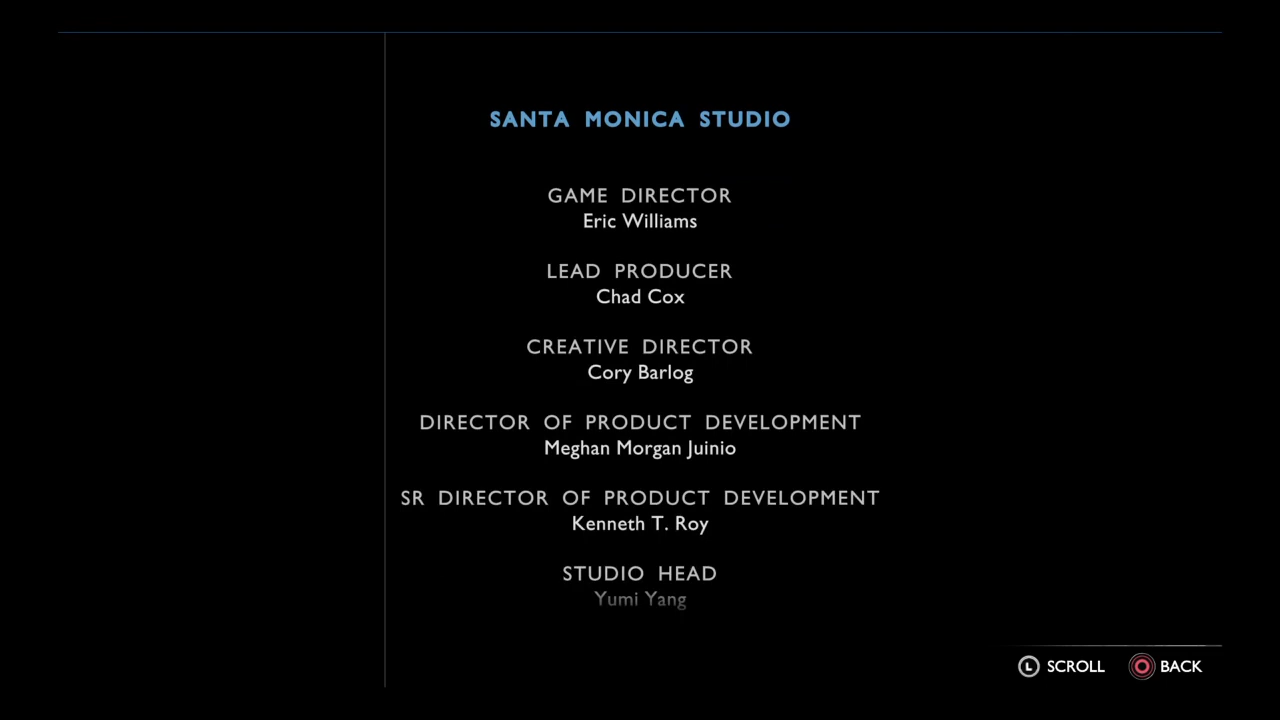 SANTA MONICA STUDIO
GAME DIRECTOR
Eric Williams
LEAD PRODUCER
Chad Cox
CREATIVE DIRECTOR
Cory Barlog
DIRECTOR OF PRODUCT DEVELOPMENT
Meghan Morgan Juinio
SR DIRECTOR OF PRODUCT DEVELOPMENT
Kenneth T. Roy
STUDIO HEAD
Yumi Yang
L SCROLL BACK